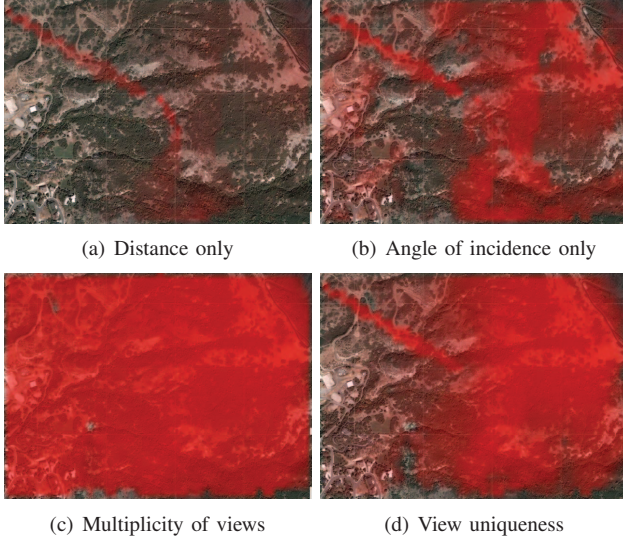 (a) Distance only
(b) Angle of incidence only
(c) Multiplicity of views
(d) View uniqueness